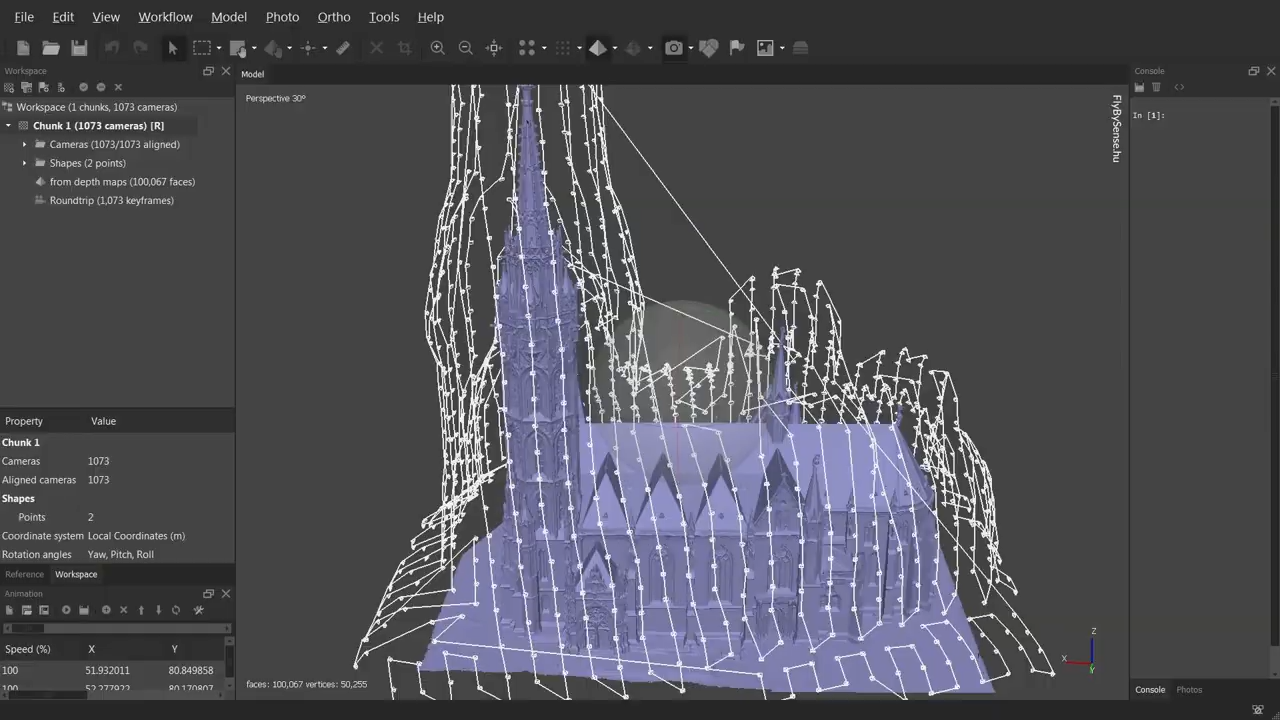 File Edit View Workflow Model Photo Ortho Tools Help
Workspace
Workspace (1 chunks, 1073 cameras)
Chunk 1 (1073 cameras) [R]
Cameras (1073/1073 aligned)
Shapes (2 points)
from depth maps (100,067 faces)
Roundtrip (1,073 keyframes)
Property Value
Chunk 1
Cameras 1073
Aligned cameras 1073
Shapes
Points 2
Coordinate system Local Coordinates (m)
Rotation angles Yaw, Pitch, Roll
Reference Workspace
Animation
Speed (%) X Y
100 51.932011 80.849858
Model
Perspective 30°
FlyBySense.hu
Z
X
Y
faces: 100,067 vertices: 50,255
Console
In [1]:
Console Photos